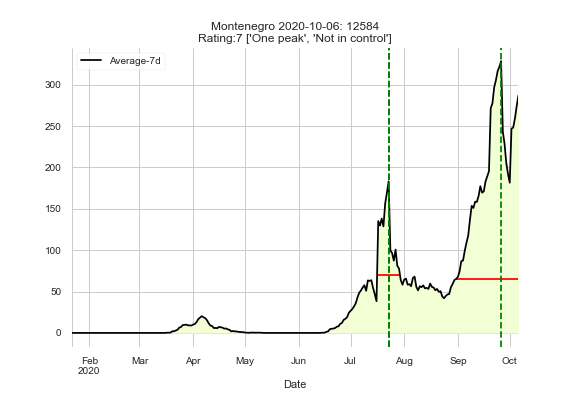 Montenegro 2020-10-06: 12584
Rating:7 ['One peak', 'Not in control']
Average-7d
300
250
200
150
100
50
0
Feb Mar Apr May Jun Jul Aug Sep Oct
2020
Date